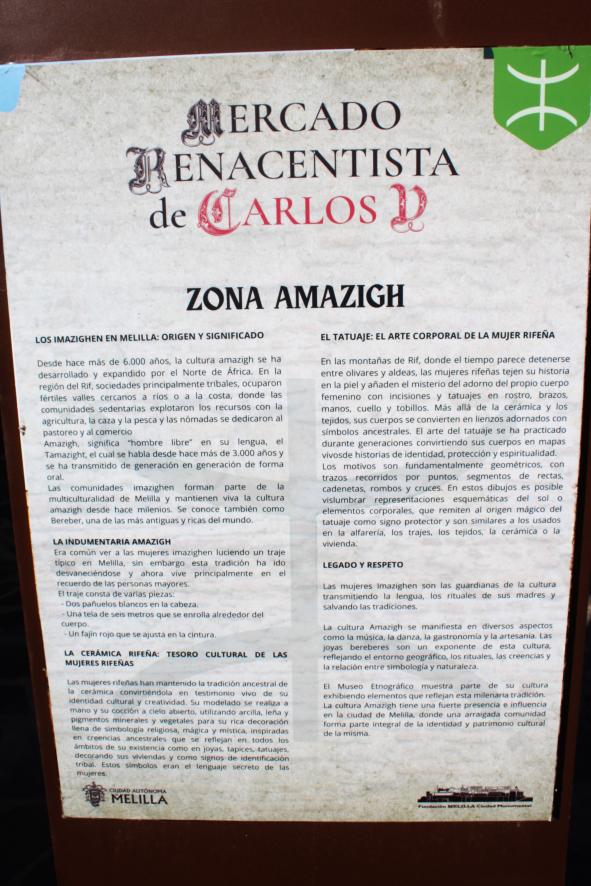 MERCADO
RENACENTISTA
de CARLOS V
ZONA AMAZIGH
LOS IMAZIGHEN EN MELILLA: ORIGEN Y SIGNIFICADO
Desde hace más de 6.000 años, la cultura amazigh se ha
desarrollado y expandido por el Norte de África. En la
región del Rif, sociedades principalmente tribales, ocuparon
fértiles valles cercanos a ríos o a la costa, donde las
comunidades sedentarias explotaron los recursos con la
agricultura, la caza y la pesca y las nómadas se dedicaron al
pastoreo y al comercio
Amazigh, significa "hombre libre" en su lengua, el
Tamazight, el cual se habla desde hace más de 3.000 años y
se ha transmitido de generación en generación de forma
oral.
Las comunidades imazighen forman parte de la
multiculturalidad de Melilla y mantienen viva la cultura
amazigh desde hace milenios. Se conoce también como
Bereber, una de las más antiguas y ricas del mundo.
LA INDUMENTARIA AMAZIGH
Era común ver a las mujeres imazighen luciendo un traje
típico en Melilla, sin embargo esta tradición ha ido
desvaneciéndose y ahora vive principalmente en el
recuerdo de las personas mayores.
El traje consta de varias piezas:
- Dos pañuelos blancos en la cabeza.
- Una tela de seis metros que se enrolla alrededor del
cuerpo.
- Un fajín rojo que se ajusta en la cintura.
LA CERÁMICA RIFEÑA: TESORO CULTURAL DE LAS
MUJERES RIFEÑAS
Las mujeres rifeñas han mantenido la tradición ancestral de
la cerámica convirtiéndola en testimonio vivo de su
identidad cultural y creatividad. Su modelado se realiza a
mano y su cocción a cielo abierto, utilizando arcilla, leña y
pigmentos minerales y vegetales para su rica decoración
llena de simbología religiosa, mágica y mística, inspiradas
en creencias ancestrales que se reflejan en todos los
ámbitos de su existencia como en joyas, tapices, tatuajes,
decorando sus viviendas y como signos de identificación
tribal. Estos símbolos eran el lenguaje secreto de las
mujeres.
EL TATUAJE: EL ARTE CORPORAL DE LA MUJER RIFEÑA
En las montañas de Rif, donde el tiempo parece detenerse
entre olivares y aldeas, las mujeres rifeñas tejen su historia
en la piel y añaden el misterio del adorno del propio cuerpo
femenino con incisiones y tatuajes en rostro, brazos,
manos, cuello y tobillos. Más allá de la cerámica y los
tejidos, sus cuerpos se convierten en lienzos adornados con
símbolos ancestrales. El arte del tatuaje se ha practicado
durante generaciones convirtiendo sus cuerpos en mapas
vivosde historias de identidad, protección y espiritualidad.
Los motivos son fundamentalmente geométricos, con
trazos recorridos por puntos, segmentos de rectas,
cadenetas, rombos y cruces. En estos dibujos es posible
vislumbrar representaciones esquemáticas del sol o
elementos corporales, que remiten al origen mágico del
tatuaje como signo protector y son similares a los usados
en la alfarería, los trajes, los tejidos, la cerámica o la
vivienda.
LEGADO Y RESPETO
Las mujeres Imazighen son las guardianas de la cultura
transmitiendo la lengua, los rituales de sus madres y
salvando las tradiciones.
La cultura Amazigh se manifiesta en diversos aspectos
como la música, la danza, la gastronomía y la artesanía. Las
joyas bereberes son un exponente de esta cultura,
reflejando el entorno geográfico, los rituales, las creencias y
la relación entre simbología y naturaleza.
El Museo Etnográfico muestra parte de su cultura
exhibiendo elementos que reflejan esta milenaria tradición.
La cultura Amazigh tiene una fuerte presencia e influencia
en la ciudad de Melilla, donde una arraigada comunidad
forma parte integral de la identidad y patrimonio cultural
de la misma.
CIUDAD AUTÓNOMA
MELILLA
Fundación MELILLA Ciudad Monumental